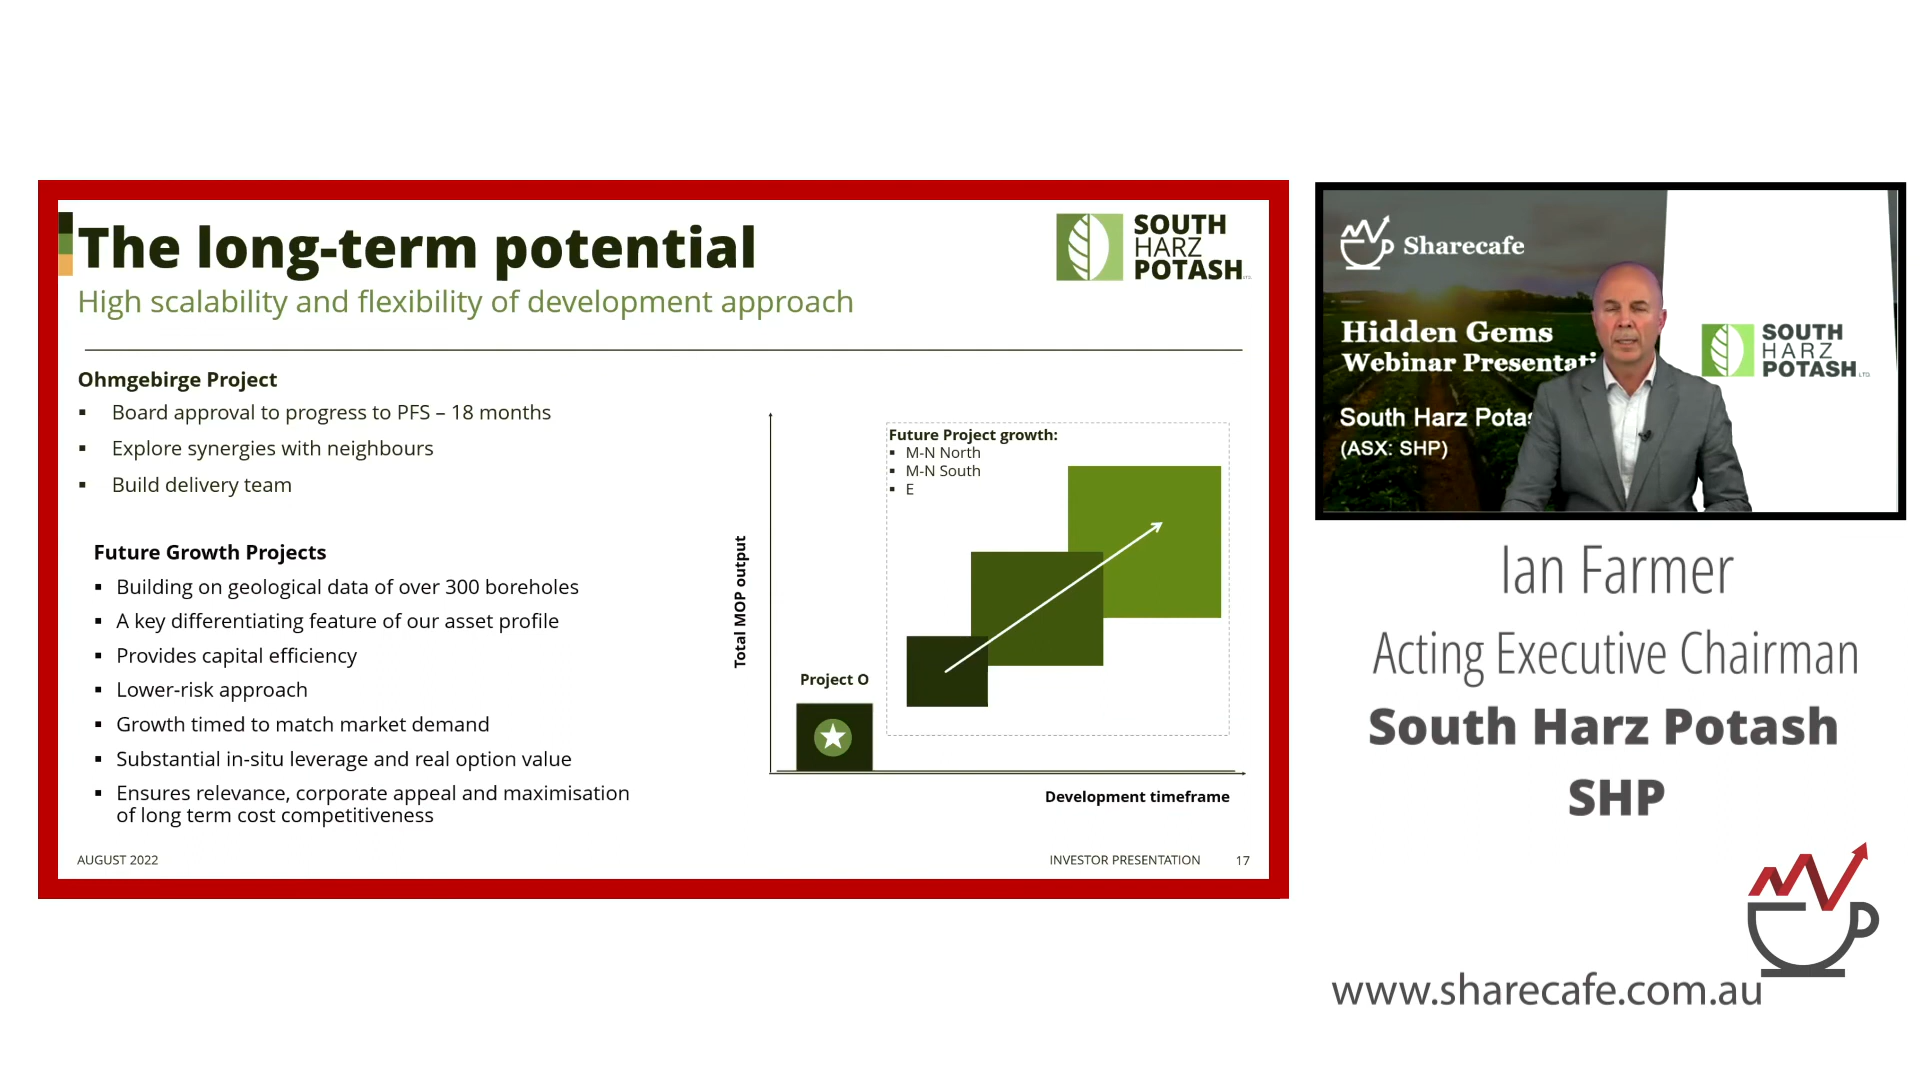 The long-term potential
High scalability and flexibility of development approach
SOUTH
HARZ
POTASH LTD.
Ohmgebirge Project
▪ Board approval to progress to PFS – 18 months
▪ Explore synergies with neighbours
▪ Build delivery team
Future Growth Projects
▪ Building on geological data of over 300 boreholes
▪ A key differentiating feature of our asset profile
▪ Provides capital efficiency
▪ Lower-risk approach
▪ Growth timed to match market demand
▪ Substantial in-situ leverage and real option value
▪ Ensures relevance, corporate appeal and maximisation
of long term cost competitiveness
Total MOP output
Project O
Future Project growth:
▪ M-N North
▪ M-N South
▪ E
Development timeframe
AUGUST 2022
INVESTOR PRESENTATION 17
Sharecafe
Hidden Gems
Webinar Presentati
South Harz Potas
(ASX: SHP)
SOUTH
HARZ
POTASH LTD.
Ian Farmer
Acting Executive Chairman
South Harz Potash
SHP
www.sharecafe.com.au